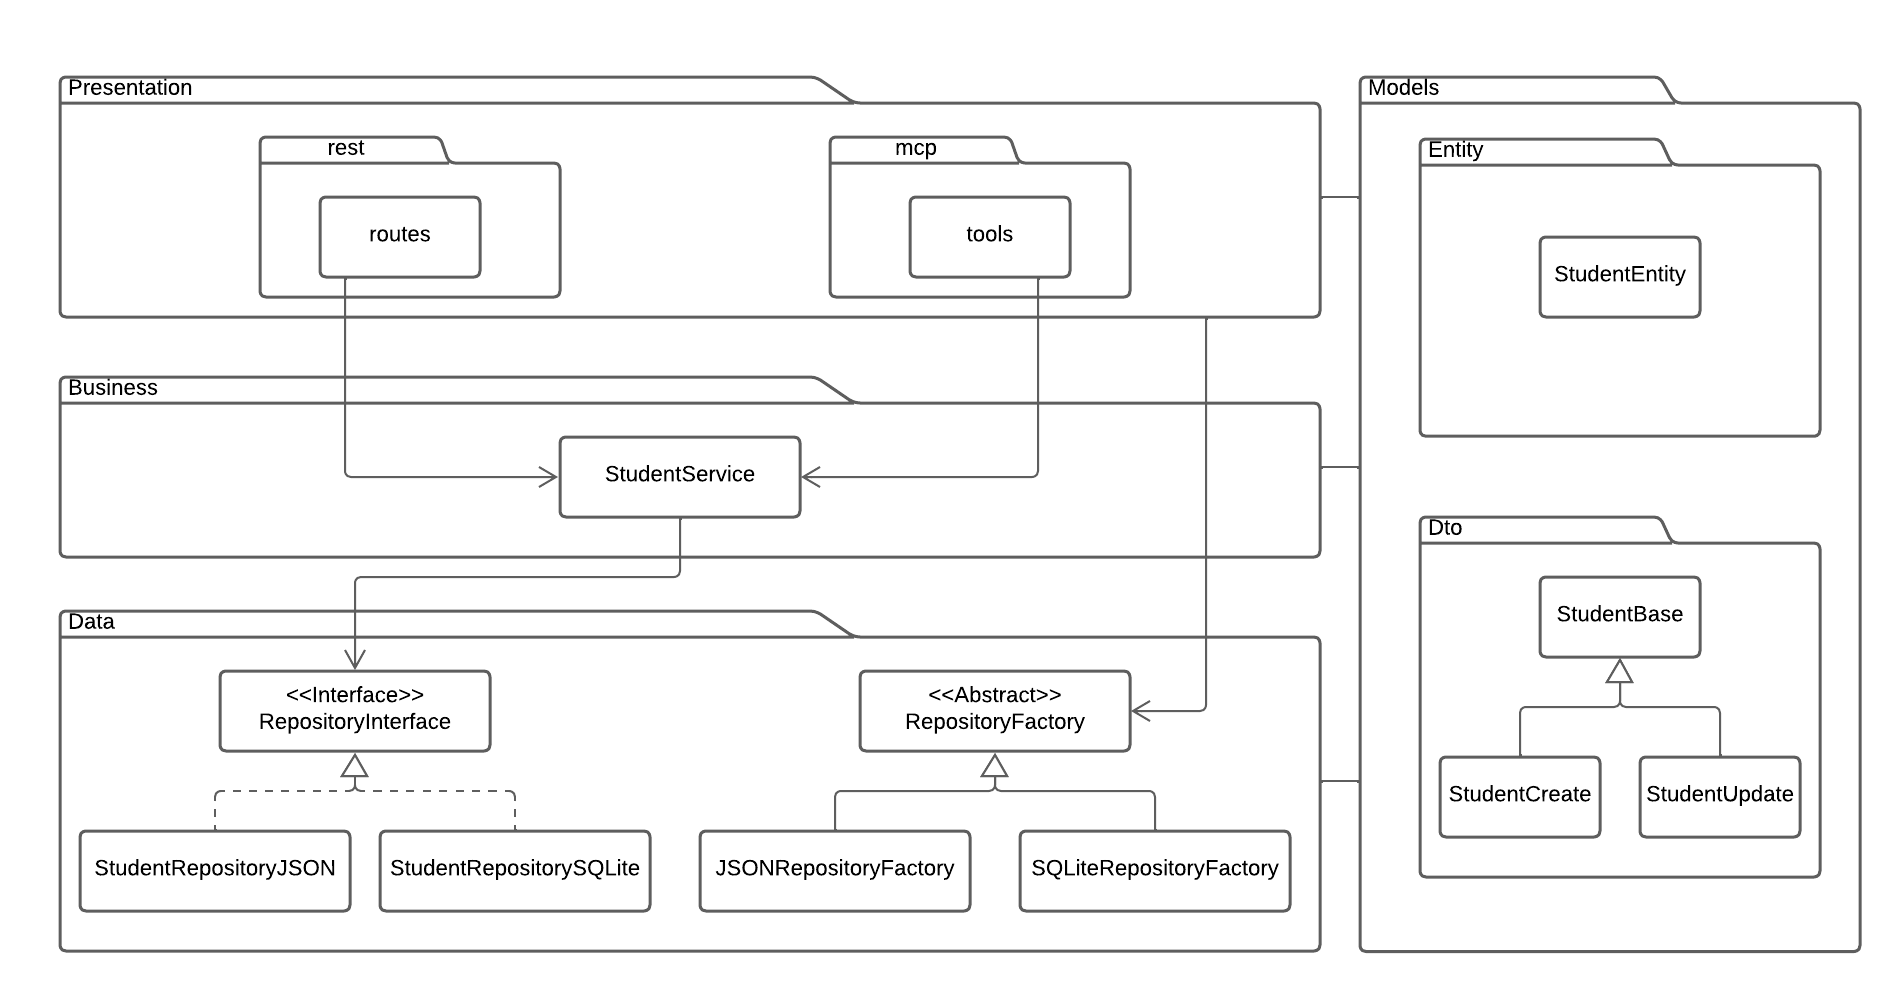 Presentation
rest
routes
mcp
tools
Business
StudentService
Data
<<Interface>>
RepositoryInterface
<<Abstract>>
RepositoryFactory
StudentRepositoryJSON
StudentRepositorySQLite
JSONRepositoryFactory
SQLiteRepositoryFactory
Models
Entity
StudentEntity
Dto
StudentBase
StudentCreate
StudentUpdate